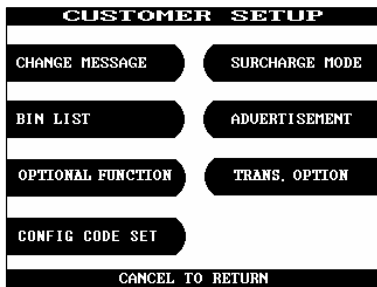 CUSTOMER SETUP
CHANGE MESSAGE
SURCHARGE MODE
BIN LIST
ADVERTISEMENT
OPTIONAL FUNCTION
TRANS. OPTION
CONFIG CODE SET
CANCEL TO RETURN